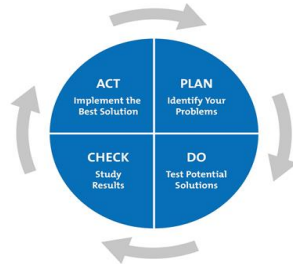 ACT
Implement the
Best Solution
PLAN
Identify Your
Problems
CHECK
Study
Results
DO
Test Potential
Solutions